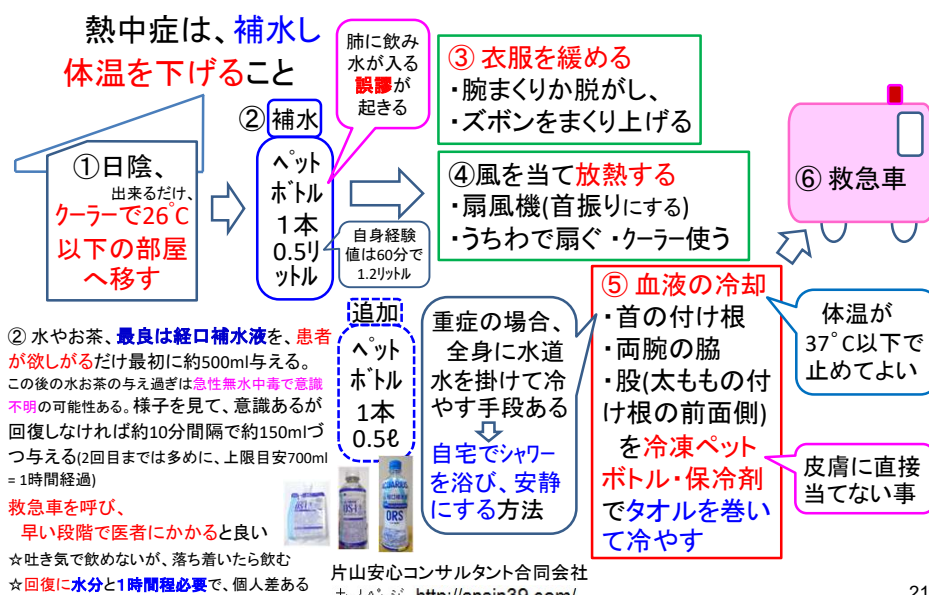 熱中症は、補水し
体温を下げること
①日陰、
出来るだけ、
クーラーで26°C
以下の部屋
へ移す
②補水
ペット
ボトル
1本
0.5リ
ットル
肺に飲み
水が入る
誤膠が
起きる
自身経験
値は60分で
1.2リットル
追加
ペット
ボトル
1本
0.5ℓ
③ 衣服を緩める
・腕まくりか脱がし、
・ズボンをまくり上げる
④風を当て放熱する
・扇風機(首振りにする)
・うちわで扇ぐ ・クーラー使う
⑤ 血液の冷却
・首の付け根
・両腕の脇
・股(太ももの付
け根の前面側)
を冷凍ペット
ボトル・保冷剤
でタオルを巻い
て冷やす
⑥ 救急車
体温が
37°C以下で
止めてよい
皮膚に直接
当てない事
重症の場合、
全身に水道
水を掛けて冷
やす手段ある
自宅でシャワー
を浴び、安静
にする方法
② 水やお茶、最良は経口補水液を、患者
が欲しがるだけ最初に約500ml与える。
この後の水お茶の与え過ぎは急性無水中毒で意識
不明の可能性ある。様子を見て、意識あるが
回復しなければ約10分間隔で約150mlづ
つ与える(2回目までは多めに、上限目安700ml
= 1時間経過)
救急車を呼び、
早い段階で医者にかかると良い
☆吐き気で飲めないが、落ち着いたら飲む
☆回復に水分と1時間程必要で、個人差ある
OS-1
OS-1
AQUARIUS
ORS
片山安心コンサルタント合同会社
ホームページ http://ansin39.com/
21